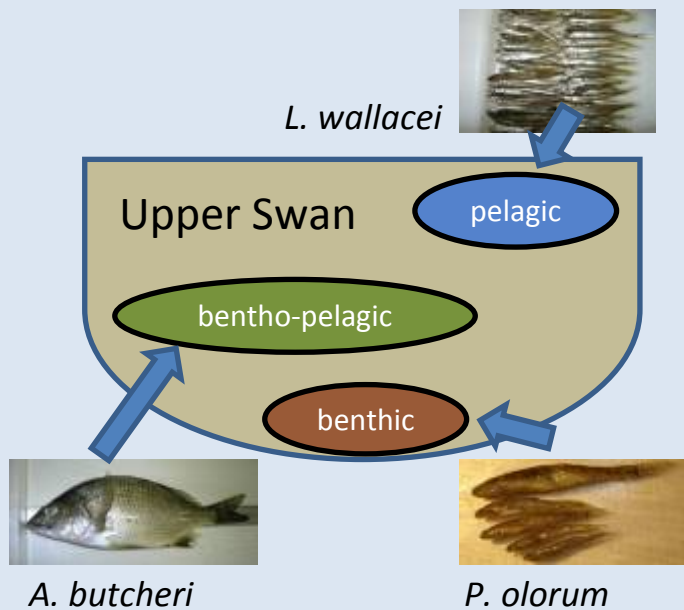 L. wallacei
Upper Swan
pelagic
bentho-pelagic
benthic
A. butcheri
P. olorum